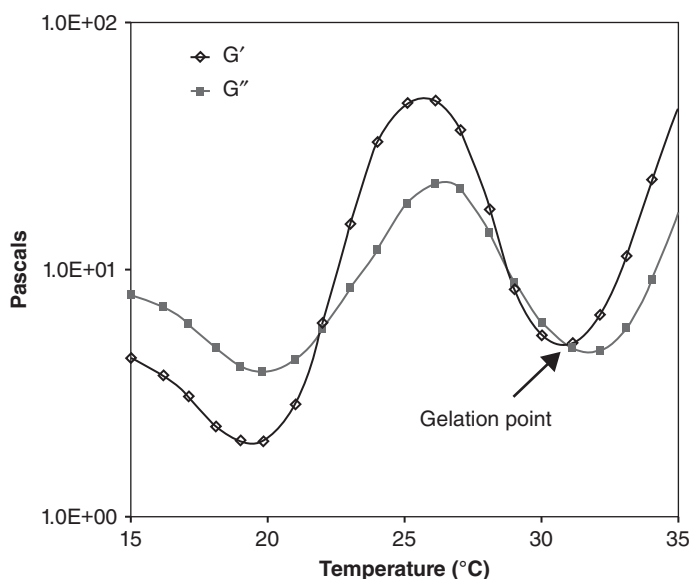 1.0E+02
G′
G″
Pascals
1.0E+01
Gelation point
1.0E+00
15 20 25 30 35
Temperature (°C)